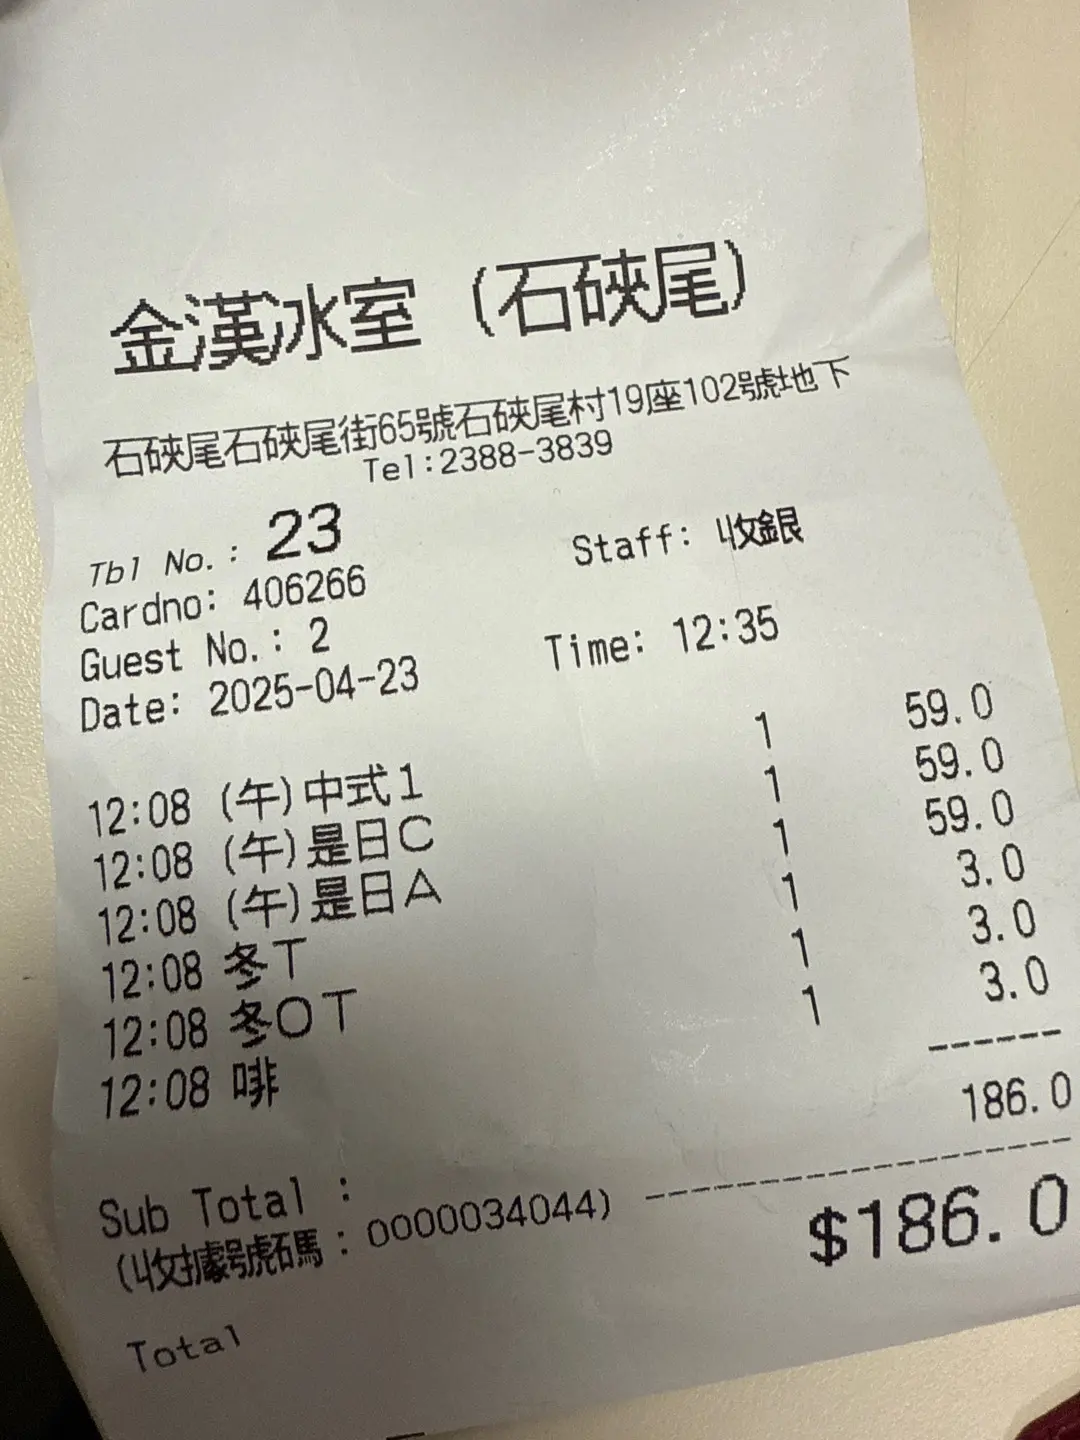 金漢冰室 (石硤尾)
石硤尾石硤尾街65號石硤尾村19座102號地下
Tel:2388-3839
Tbl No.: 23 Staff: 收銀
Cardno: 406266
Guest No.: 2
Date: 2025-04-23 Time: 12:35
12:08 (午)中式1 1 59.0
12:08 (午)是日C 1 59.0
12:08 (午)是日A 1 59.0
12:08 冬T 1 3.0
12:08 冬OT 1 3.0
12:08 啡 1 3.0
Sub Total : 186.0
(收據號碼:0000034044)
Total $186.0